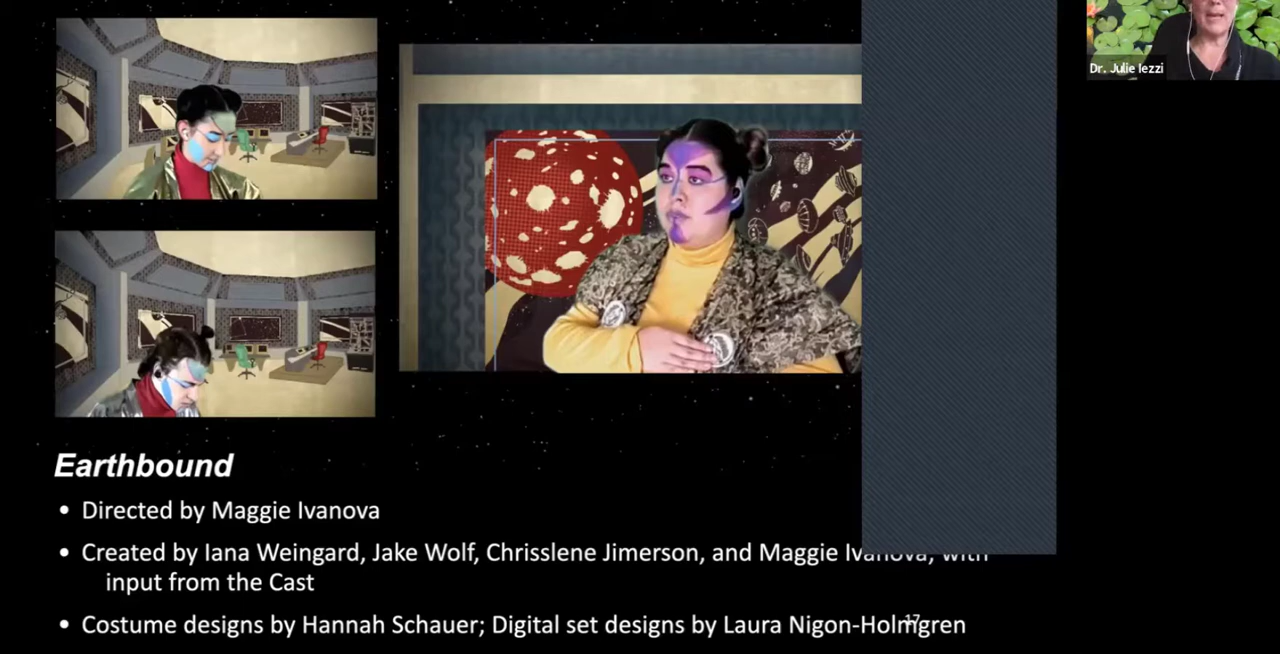 Dr. Julie Iezzi
Earthbound
• Directed by Maggie Ivanova
• Created by Iana Weingard, Jake Wolf, Chrisslene Jimerson, and Maggie Ivanova, with
input from the Cast
• Costume designs by Hannah Schauer; Digital set designs by Laura Nigon-Holmgren
17